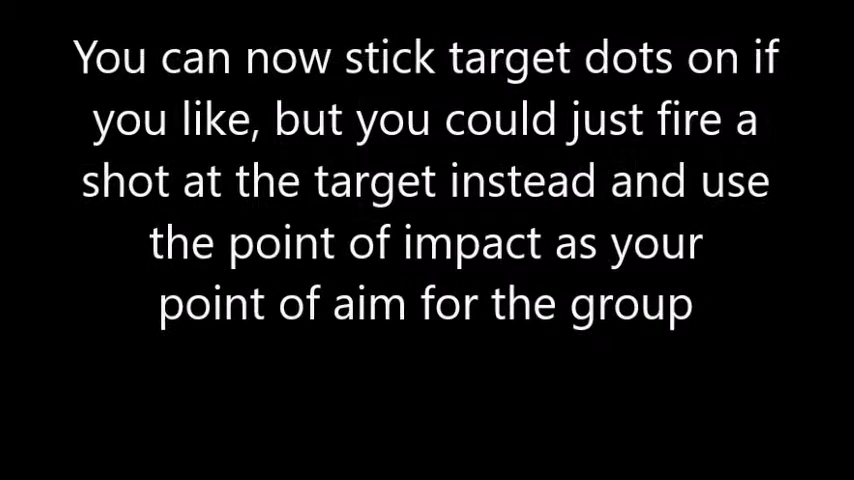 You can now stick target dots on if
you like, but you could just fire a
shot at the target instead and use
the point of impact as your
point of aim for the group